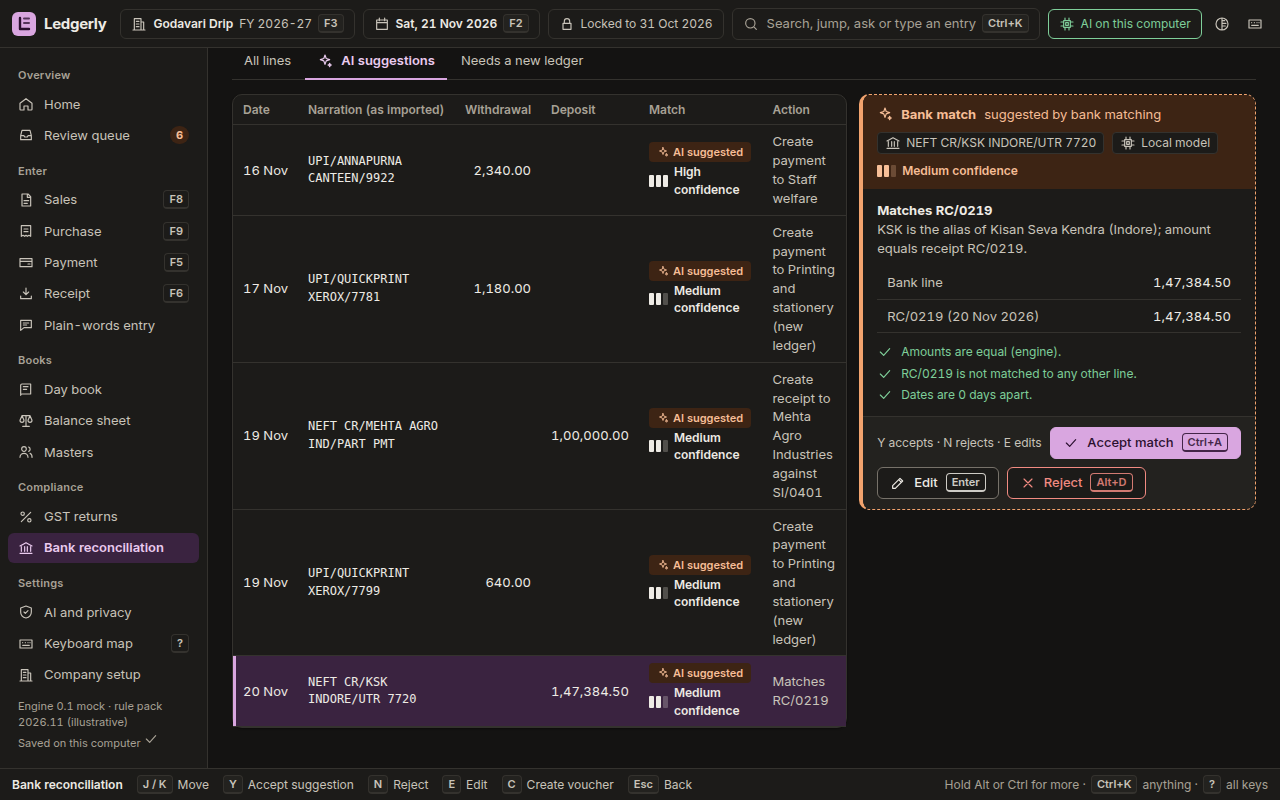 Ledgerly
Godavari Drip FY 2026-27 F3
Sat, 21 Nov 2026 F2
Locked to 31 Oct 2026
Search, jump, ask or type an entry Ctrl+K
AI on this computer
Overview
Home
Review queue 6
Enter
Sales F8
Purchase F9
Payment F5
Receipt F6
Plain-words entry
Books
Day book
Balance sheet
Masters
Compliance
GST returns
Bank reconciliation
Settings
AI and privacy
Keyboard map ?
Company setup
Engine 0.1 mock · rule pack
2026.11 (illustrative)
Saved on this computer
All lines
AI suggestions
Needs a new ledger
Date Narration (as imported) Withdrawal Deposit Match Action
16 Nov
UPI/ANNAPURNA
CANTEEN/9922
2,340.00
AI suggested
High
confidence
Create
payment
to Staff
welfare
17 Nov
UPI/QUICKPRINT
XEROX/7781
1,180.00
AI suggested
Medium
confidence
Create
payment
to Printing
and
stationery
(new
ledger)
19 Nov
NEFT CR/MEHTA AGRO
IND/PART PMT
1,00,000.00
AI suggested
Medium
confidence
Create
receipt to
Mehta
Agro
Industries
against
SI/0401
19 Nov
UPI/QUICKPRINT
XEROX/7799
640.00
AI suggested
Medium
confidence
Create
payment
to Printing
and
stationery
(new
ledger)
20 Nov
NEFT CR/KSK
INDORE/UTR 7720
1,47,384.50
AI suggested
Medium
confidence
Matches
RC/0219
Bank match suggested by bank matching
NEFT CR/KSK INDORE/UTR 7720
Local model
Medium confidence
Matches RC/0219
KSK is the alias of Kisan Seva Kendra (Indore); amount
equals receipt RC/0219.
Bank line 1,47,384.50
RC/0219 (20 Nov 2026) 1,47,384.50
Amounts are equal (engine).
RC/0219 is not matched to any other line.
Dates are 0 days apart.
Y accepts · N rejects · E edits
Accept match Ctrl+A
Edit Enter
Reject Alt+D
Bank reconciliation J / K Move Y Accept suggestion N Reject E Edit C Create voucher Esc Back
Hold Alt or Ctrl for more · Ctrl+K anything · ? all keys